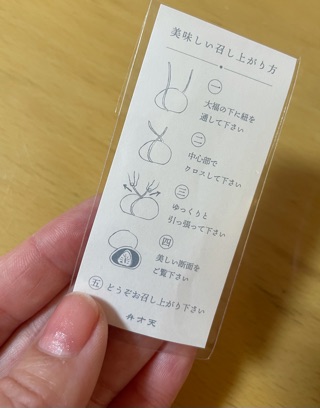 美味しい召し上がり方
一
大福の下に紐を
通して下さい
二
中心部で
クロスして下さい
三
ゆっくりと
引っ張って下さい
四
美しい断面を
ご覧下さい
五 どうぞお召し上がり下さい
弁才天